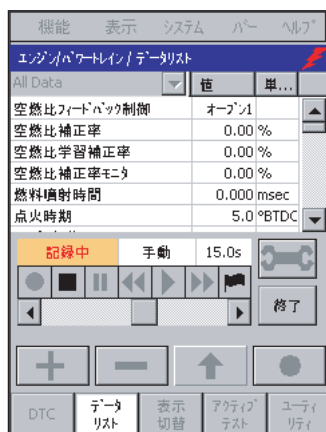 機能 表示 システム バー ヘルプ
エンジン/パワートレイン / データリスト
All Data 値 単...
空燃比フィードバック制御 オープン1
空燃比補正率 0.00 %
空燃比学習補正率 0.00 %
空燃比補正率モニタ 0.00 %
燃料噴射時間 0.000 msec
点火時期 5.0 °BTDC
記録中 手動 15.0s
終了
DTC データ 表示 アクティブ ユーティ
リスト 切替 テスト リティ